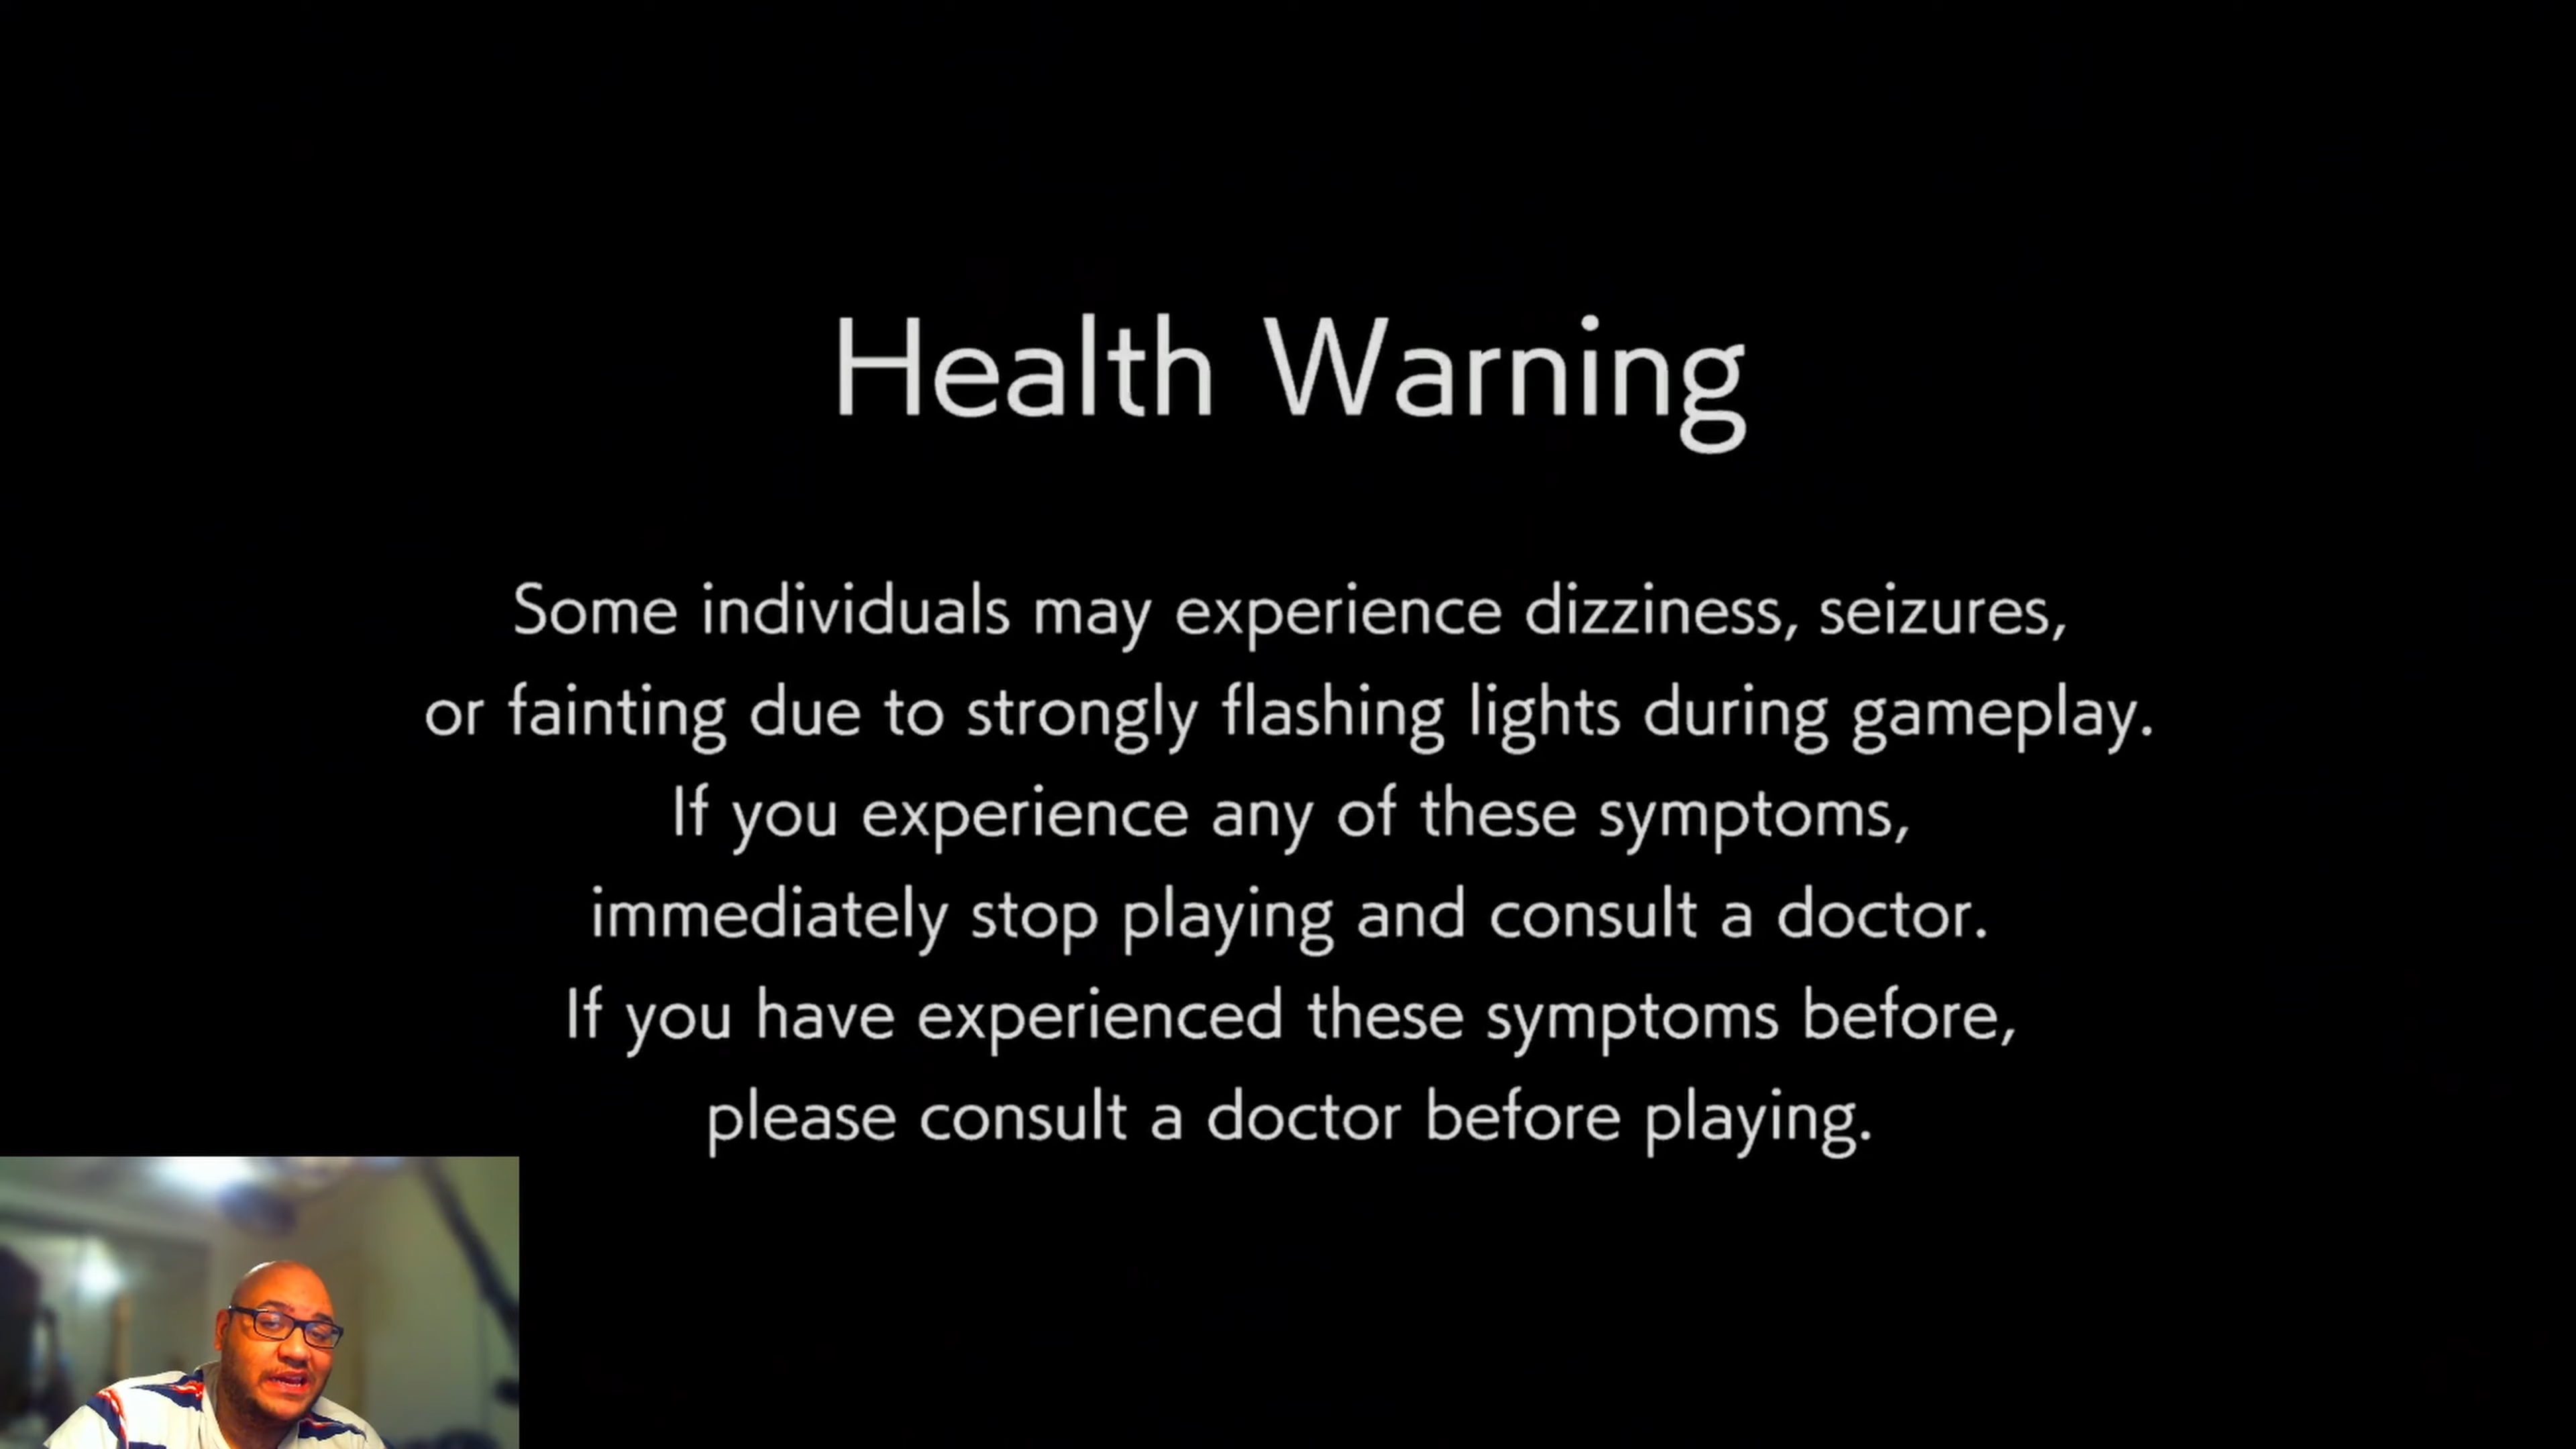 Health Warning
Some individuals may experience dizziness, seizures,
or fainting due to strongly flashing lights during gameplay.
If you experience any of these symptoms,
immediately stop playing and consult a doctor.
If you have experienced these symptoms before,
please consult a doctor before playing.